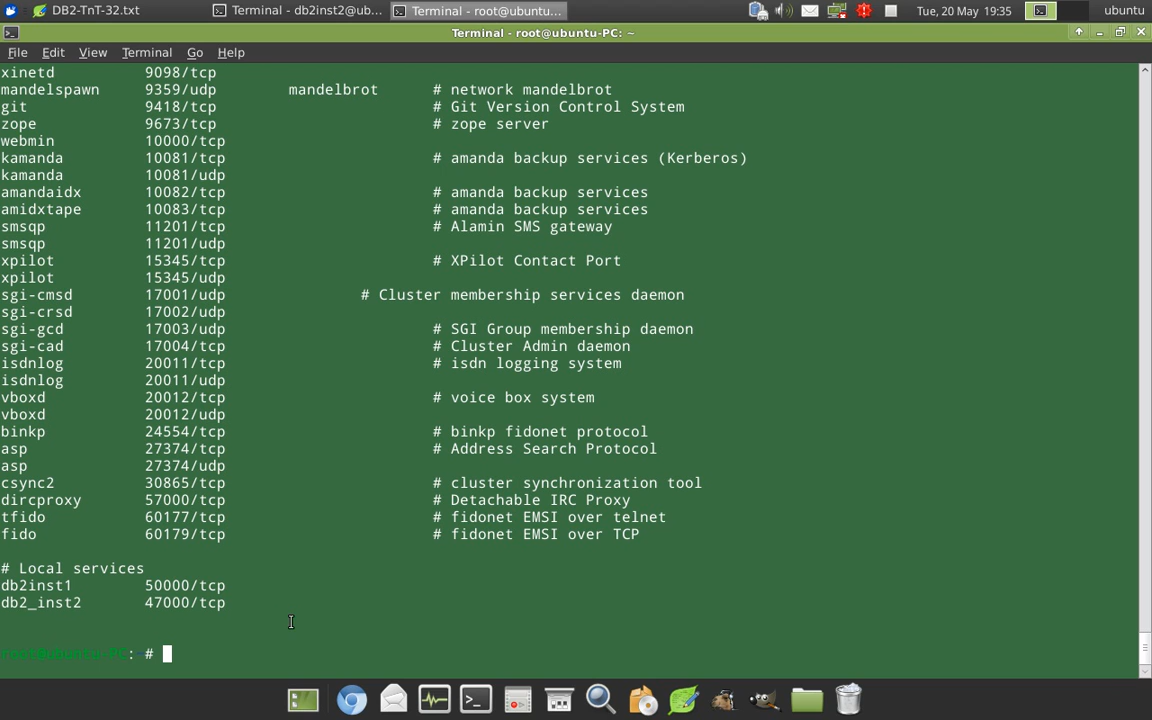 DB2-TnT-32.txt Terminal - db2inst2@ub... Terminal - root@ubuntu... Tue, 20 May 19:35 ubuntu
Terminal - root@ubuntu-PC: ~
File Edit View Terminal Go Help
xinetd 9098/tcp
mandelspawn 9359/udp mandelbrot # network mandelbrot
git 9418/tcp # Git Version Control System
zope 9673/tcp # zope server
webmin 10000/tcp
kamanda 10081/tcp # amanda backup services (Kerberos)
kamanda 10081/udp
amandaidx 10082/tcp # amanda backup services
amidxtape 10083/tcp # amanda backup services
smsqp 11201/tcp # Alamin SMS gateway
smsqp 11201/udp
xpilot 15345/tcp # XPilot Contact Port
xpilot 15345/udp
sgi-cmsd 17001/udp # Cluster membership services daemon
sgi-crsd 17002/udp
sgi-gcd 17003/udp # SGI Group membership daemon
sgi-cad 17004/tcp # Cluster Admin daemon
isdnlog 20011/tcp # isdn logging system
isdnlog 20011/udp
vboxd 20012/tcp # voice box system
vboxd 20012/udp
binkp 24554/tcp # binkp fidonet protocol
asp 27374/tcp # Address Search Protocol
asp 27374/udp
csync2 30865/tcp # cluster synchronization tool
dircproxy 57000/tcp # Detachable IRC Proxy
tfido 60177/tcp # fidonet EMSI over telnet
fido 60179/tcp # fidonet EMSI over TCP
# Local services
db2inst1 50000/tcp
db2_inst2 47000/tcp
root@ubuntu-PC:~#